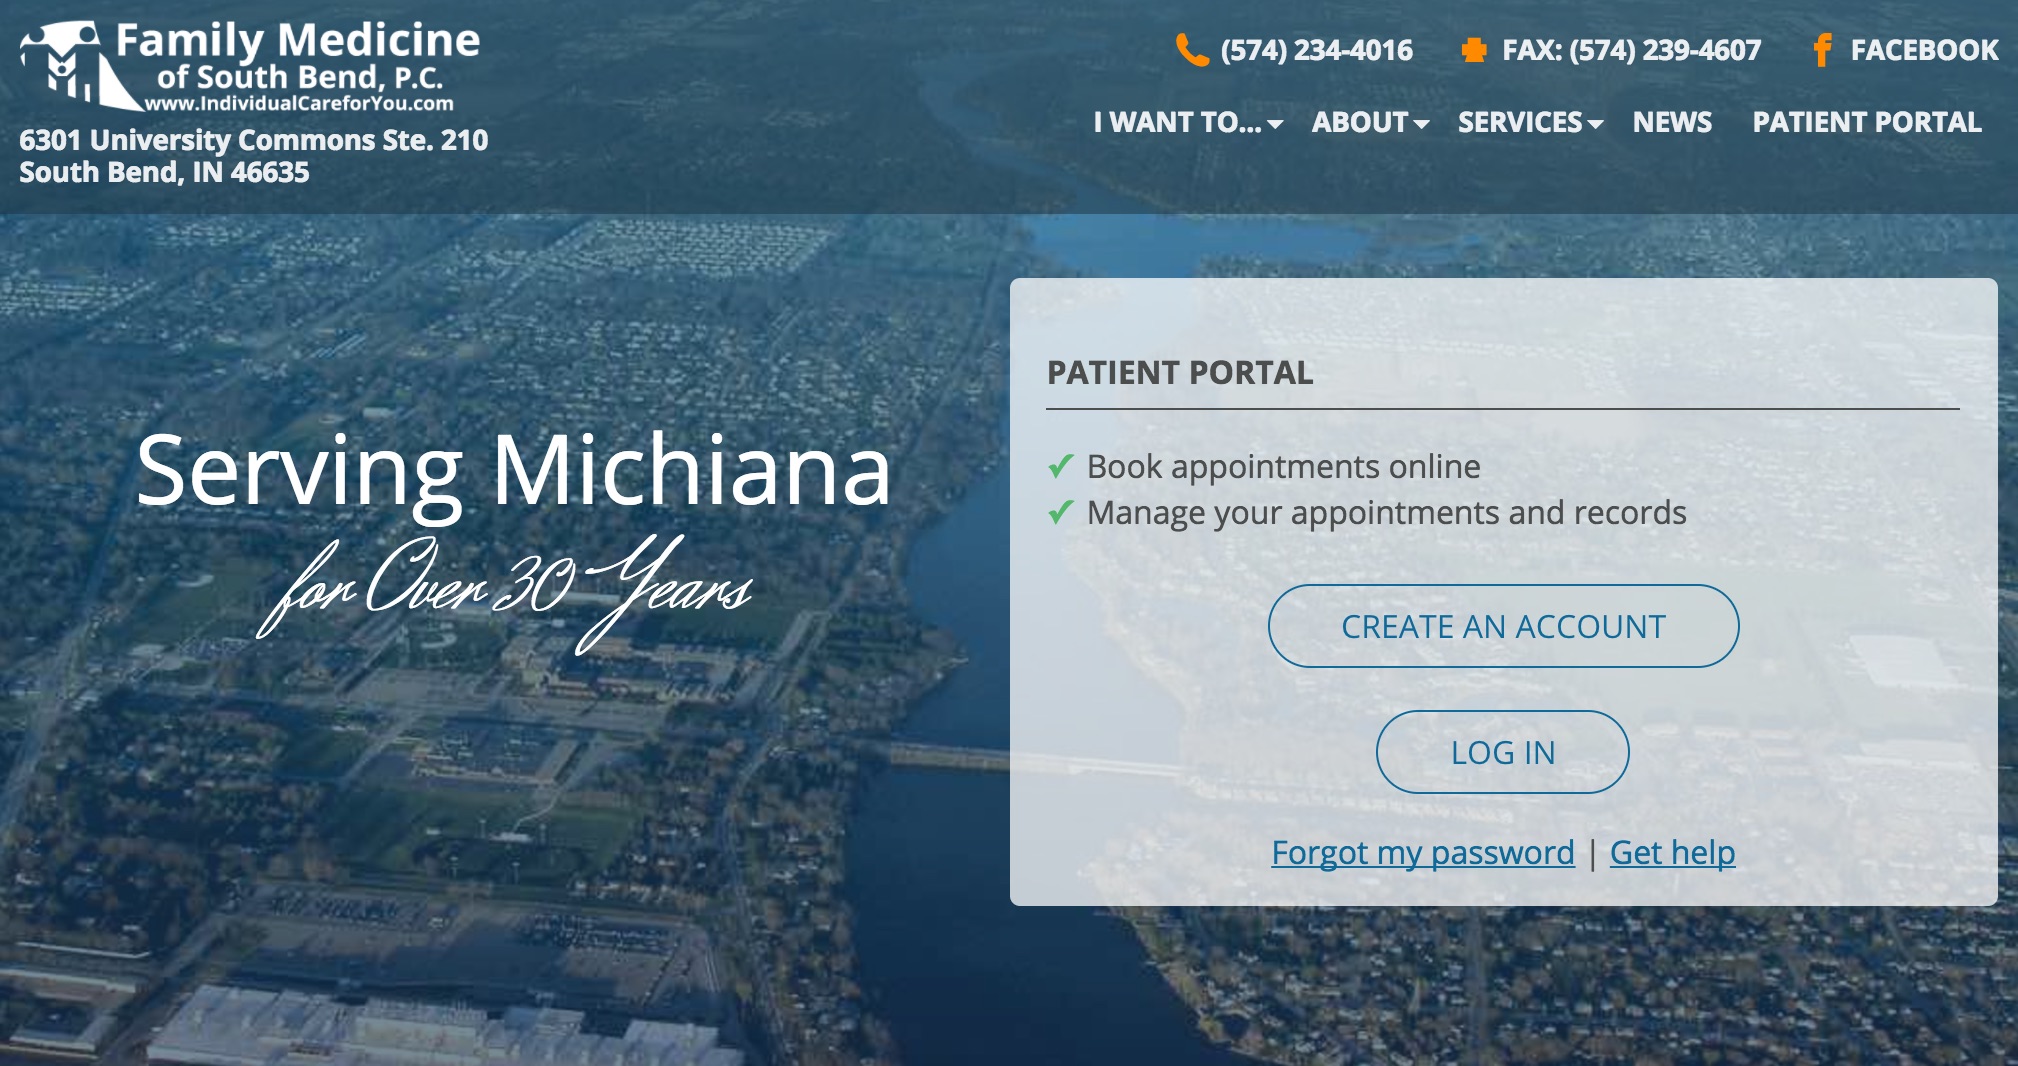 Family Medicine
of South Bend, P.C.
www.IndividualCareforYou.com
6301 University Commons Ste. 210
South Bend, IN 46635
(574) 234-4016 FAX: (574) 239-4607 FACEBOOK
I WANT TO... ABOUT SERVICES NEWS PATIENT PORTAL
Serving Michiana
for Over 30 Years
PATIENT PORTAL
Book appointments online
Manage your appointments and records
CREATE AN ACCOUNT
LOG IN
Forgot my password | Get help